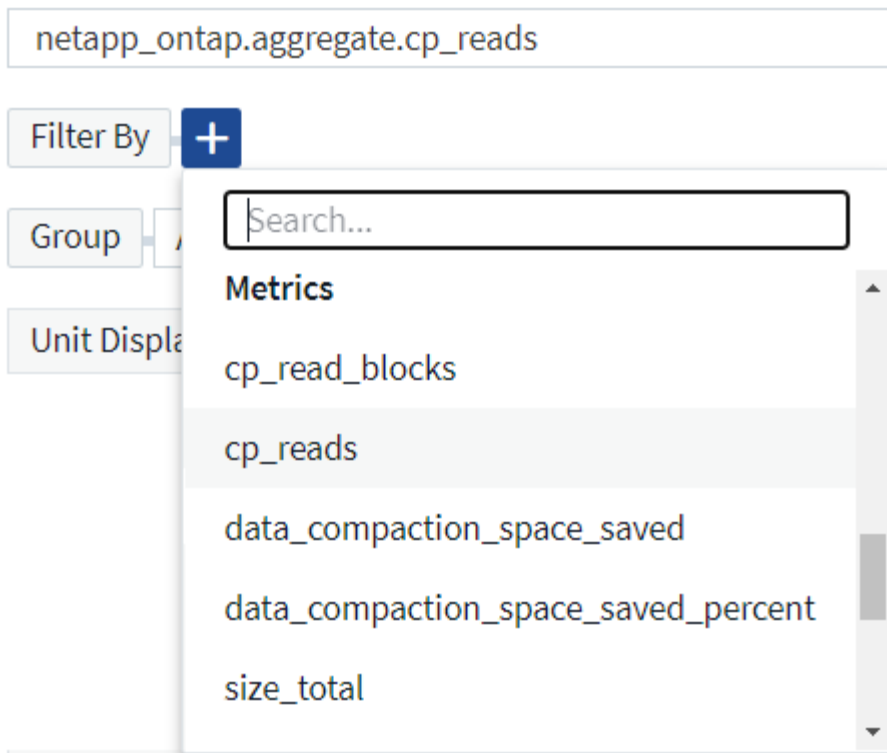 netapp_ontap.aggregate.cp_reads
Filter By +
Search...
Group
Metrics
Unit Displa
cp_read_blocks
cp_reads
data_compaction_space_saved
data_compaction_space_saved_percent
size_total